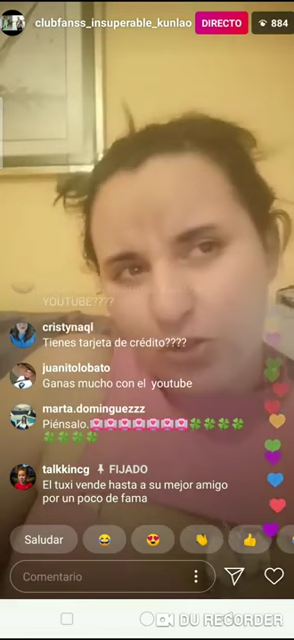 clubfanss_insuperable_kunlao DIRECTO 884
YOUTUBE????
cristynaql
Tienes tarjeta de crédito????
juanitolobato
Ganas mucho con el youtube
marta.dominguezzz
Piénsalo.🌸🌸🌸🌸🌸🌸🌸🍀🍀🍀🍀
🍀🍀🍀🍀
talkkincg 📌 FIJADO
El tuxi vende hasta a su mejor amigo
por un poco de fama
Saludar 😂 😍 👏 👍
Comentario
DU RECORDER